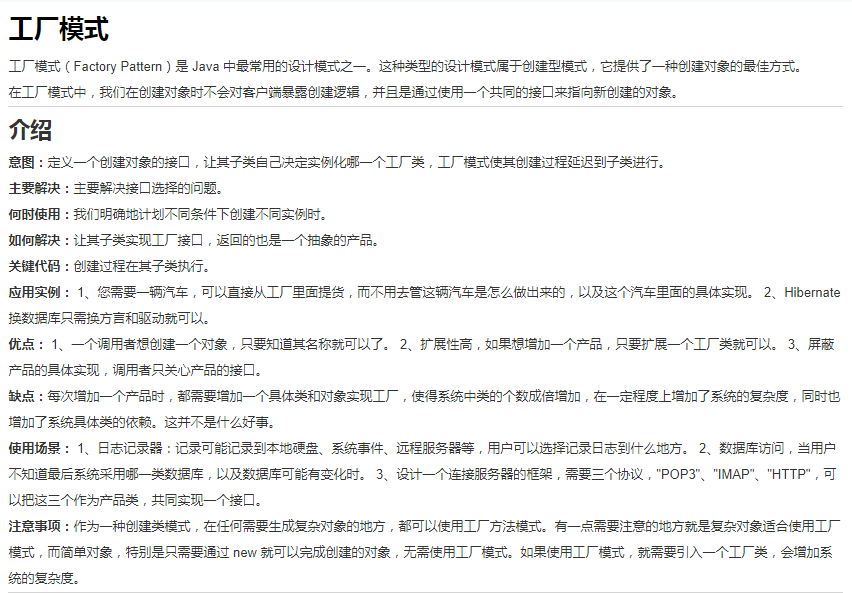 工厂模式
工厂模式（Factory Pattern）是 Java 中最常用的设计模式之一。这种类型的设计模式属于创建型模式，它提供了一种创建对象的最佳方式。
在工厂模式中，我们在创建对象时不会对客户端暴露创建逻辑，并且是通过使用一个共同的接口来指向新创建的对象。
介绍
意图：定义一个创建对象的接口，让其子类自己决定实例化哪一个工厂类，工厂模式使其创建过程延迟到子类进行。
主要解决：主要解决接口选择的问题。
何时使用：我们明确地计划不同条件下创建不同实例时。
如何解决：让其子类实现工厂接口，返回的也是一个抽象的产品。
关键代码：创建过程在其子类执行。
应用实例： 1、您需要一辆汽车，可以直接从工厂里面提货，而不用去管这辆汽车是怎么做出来的，以及这个汽车里面的具体实现。 2、Hibernate
换数据库只需换方言和驱动就可以。
优点： 1、一个调用者想创建一个对象，只要知道其名称就可以了。 2、扩展性高，如果想增加一个产品，只要扩展一个工厂类就可以。 3、屏蔽
产品的具体实现，调用者只关心产品的接口。
缺点：每次增加一个产品时，都需要增加一个具体类和对象实现工厂，使得系统中类的个数成倍增加，在一定程度上增加了系统的复杂度，同时也
增加了系统具体类的依赖。这并不是什么好事。
使用场景： 1、日志记录器：记录可能记录到本地硬盘、系统事件、远程服务器等，用户可以选择记录日志到什么地方。 2、数据库访问，当用户
不知道最后系统采用哪一类数据库，以及数据库可能有变化时。 3、设计一个连接服务器的框架，需要三个协议，"POP3"、"IMAP"、"HTTP"，可
以把这三个作为产品类，共同实现一个接口。
注意事项：作为一种创建类模式，在任何需要生成复杂对象的地方，都可以使用工厂方法模式。有一点需要注意的地方就是复杂对象适合使用工厂
模式，而简单对象，特别是只需要通过 new 就可以完成创建的对象，无需使用工厂模式。如果使用工厂模式，就需要引入一个工厂类，会增加系
统的复杂度。